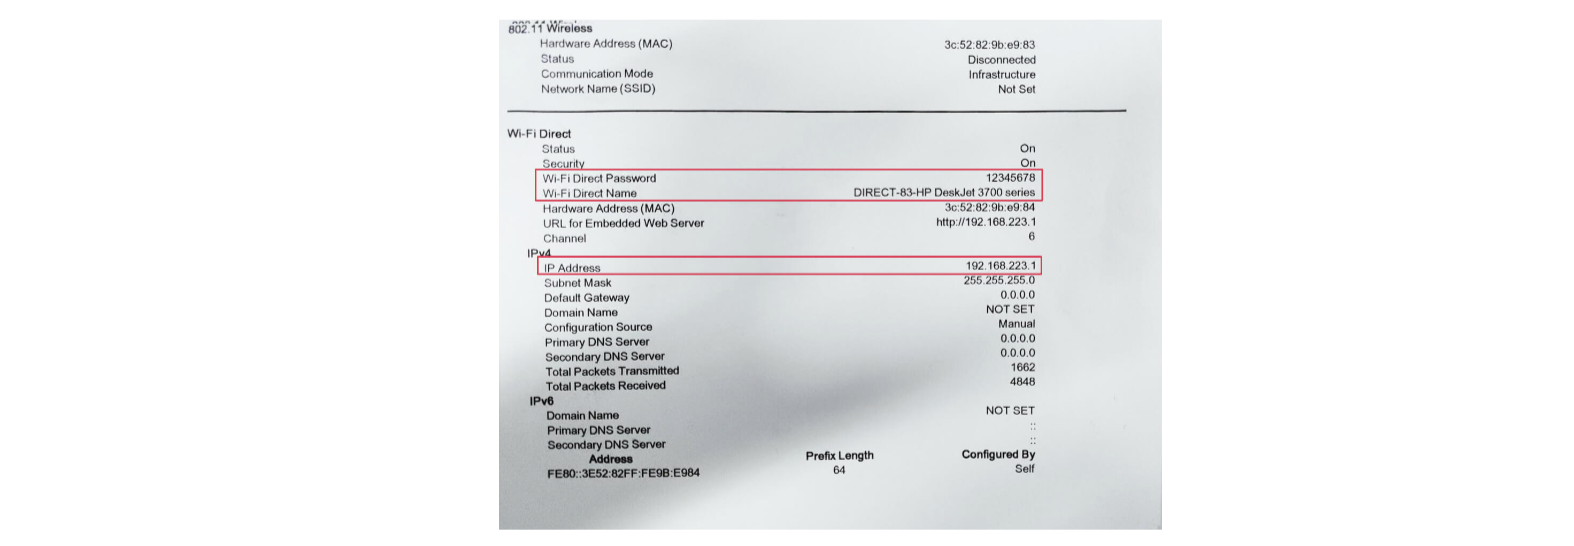 802.11 Wireless
Hardware Address (MAC) 3c:52:82:9b:e9:83
Status Disconnected
Communication Mode Infrastructure
Network Name (SSID) Not Set
Wi-Fi Direct
Status On
Security On
Wi-Fi Direct Password 12345678
Wi-Fi Direct Name DIRECT-83-HP DeskJet 3700 series
Hardware Address (MAC) 3c:52:82:9b:e9:84
URL for Embedded Web Server http://192.168.223.1
Channel 6
IPv4
IP Address 192.168.223.1
Subnet Mask 255.255.255.0
Default Gateway 0.0.0.0
Domain Name NOT SET
Configuration Source Manual
Primary DNS Server 0.0.0.0
Secondary DNS Server 0.0.0.0
Total Packets Transmitted 1662
Total Packets Received 4848
IPv6
Domain Name NOT SET
Primary DNS Server ::
Secondary DNS Server ::
Address Prefix Length Configured By
FE80::3E52:82FF:FE9B:E984 64 Self